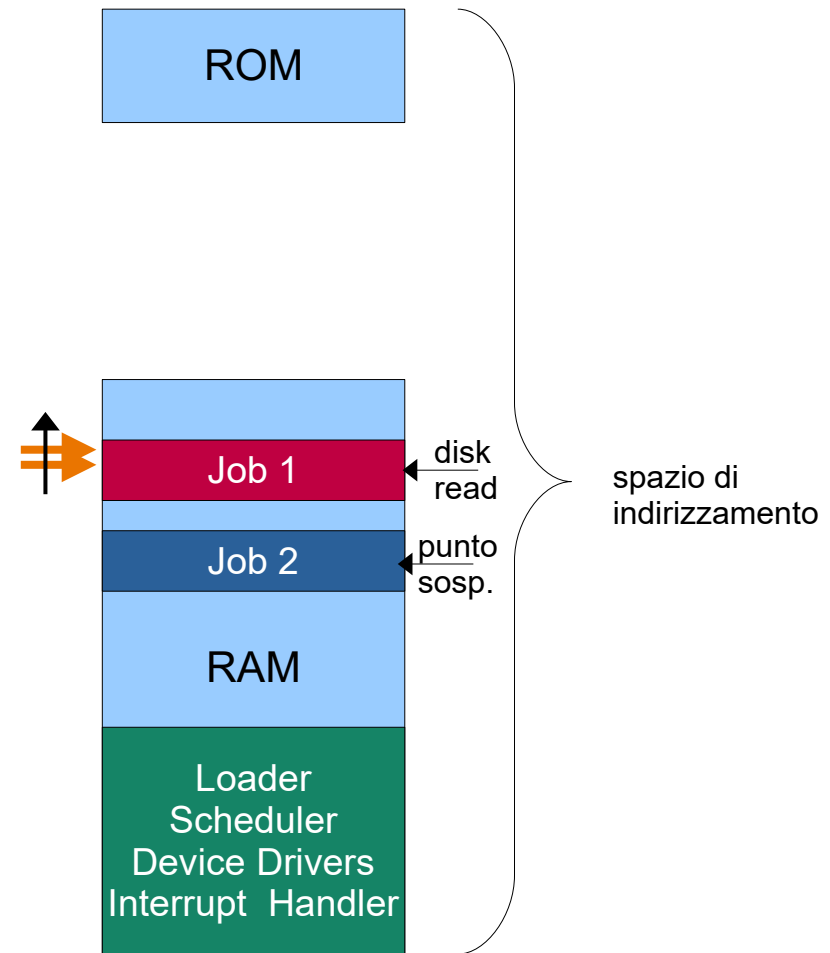 ROM
Job 1
disk
read
spazio di
indirizzamento
Job 2
punto
sosp.
RAM
Loader
Scheduler
Device Drivers
Interrupt Handler